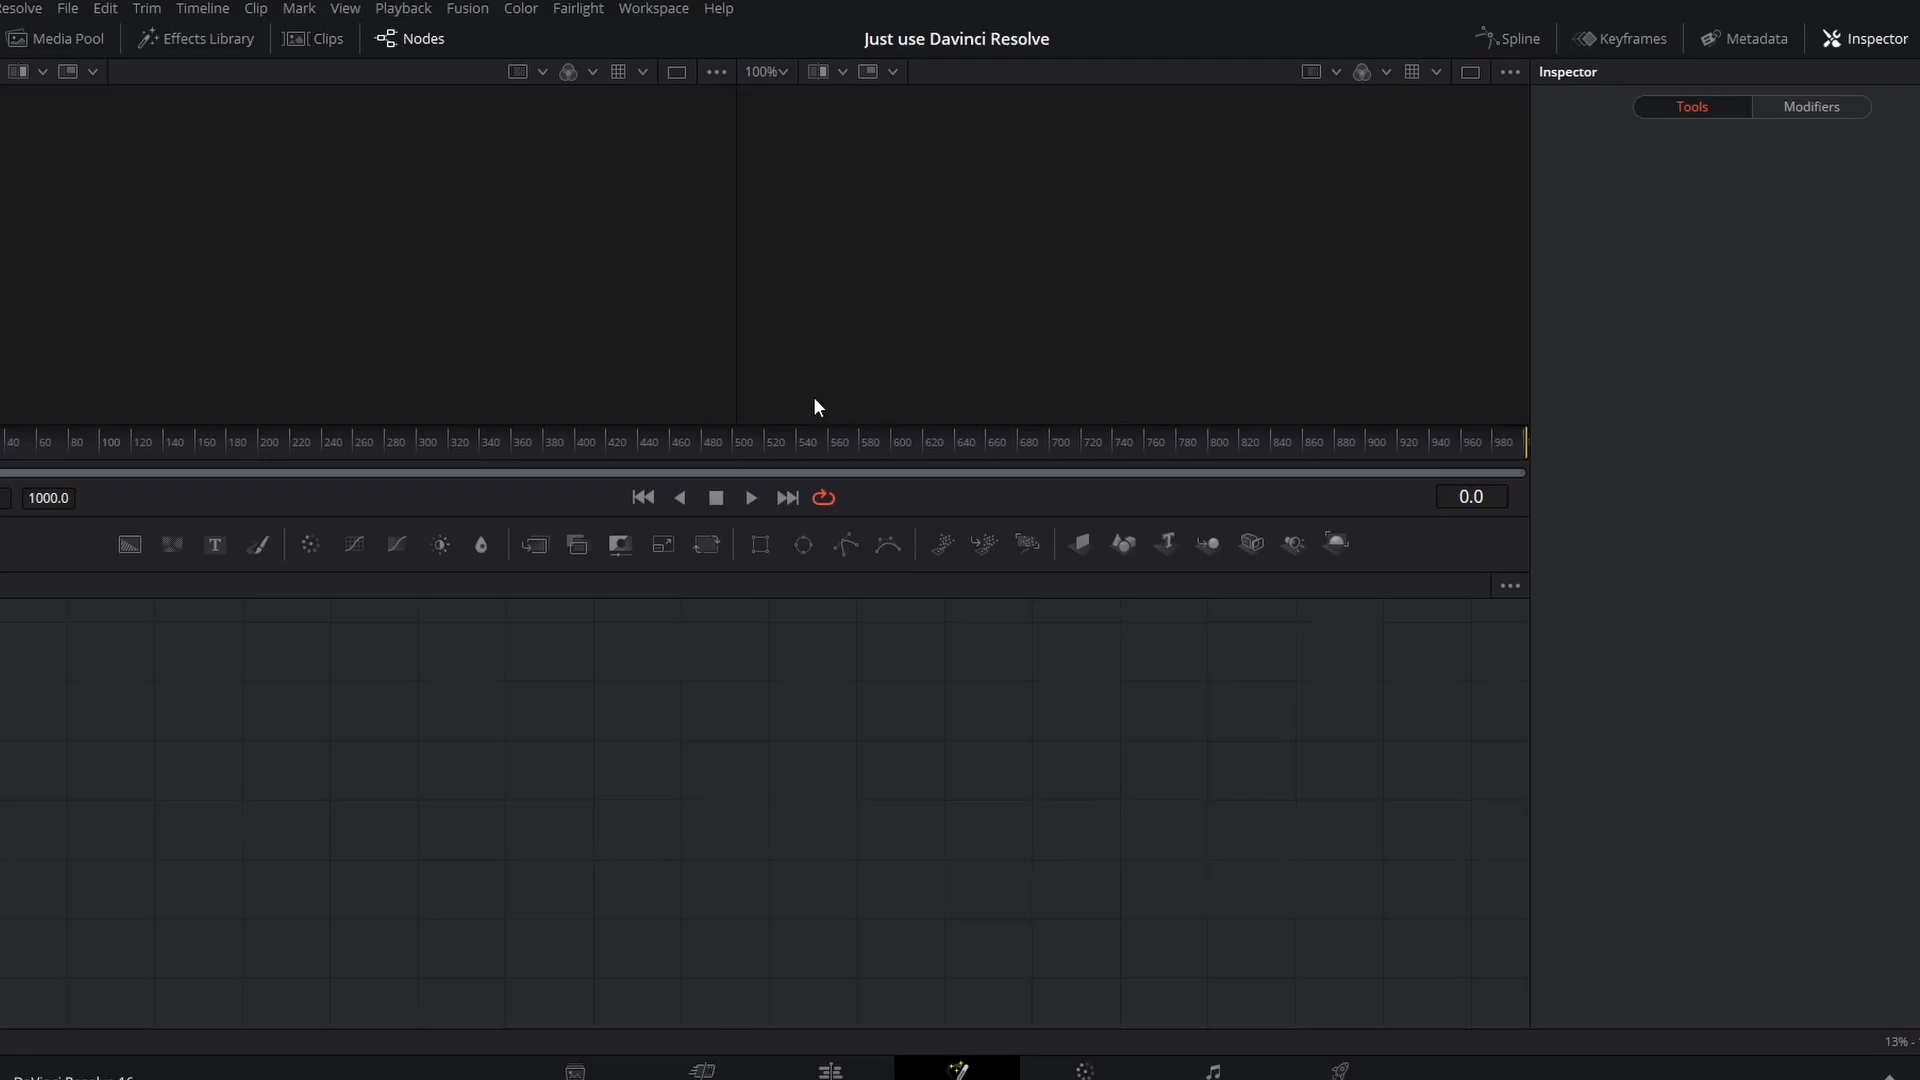 Resolve File Edit Trim Timeline Clip Mark View Playback Fusion Color Fairlight Workspace Help
Media Pool Effects Library Clips Nodes Just use Davinci Resolve Spline Keyframes Metadata Inspector
100% Inspector
Tools Modifiers
40 60 80 100 120 140 160 180 200 220 240 260 280 300 320 340 360 380 400 420 440 460 480 500 520 540 560 580 600 620 640 660 680 700 720 740 760 780 800 820 840 860 880 900 920 940 960 980
1000.0 0.0
T
T
13% -
DaVinci Resolve 16